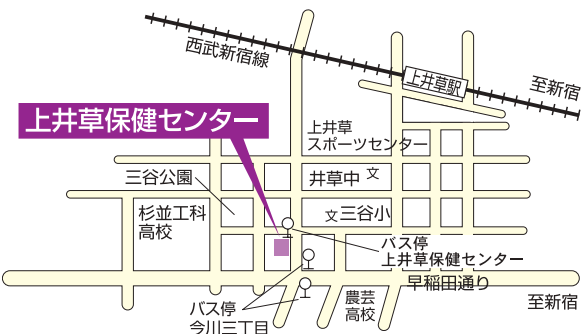 西武新宿線
上井草駅
至新宿
上井草保健センター
上井草
スポーツセンター
三谷公園
井草中 文
杉並工科
高校
文 三谷小
バス停
上井草保健センター
早稲田通り
バス停
今川三丁目
農芸
高校
至新宿